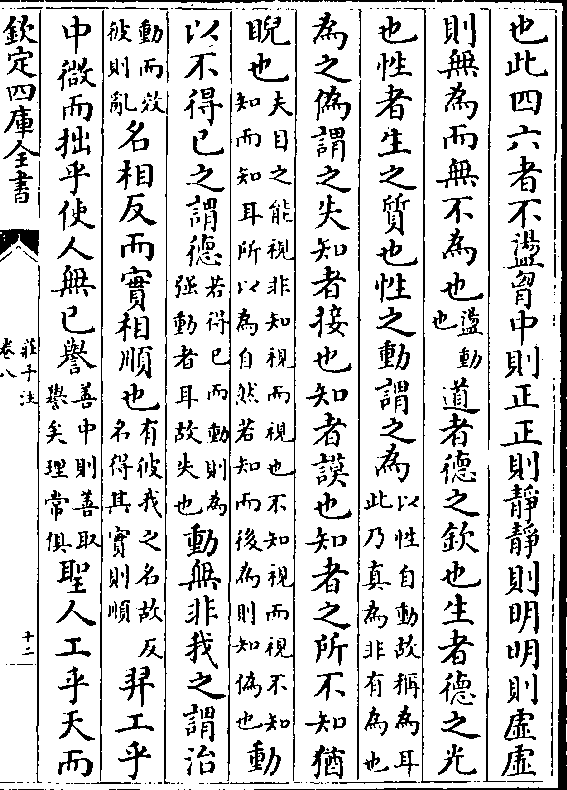 也此四六者不盪胷中則正正則靜靜則明明則虛虛
則無為而無不為也盪動也道者德之欽也生者德之光
也性者生之質也性之動謂之為以性自動故稱為耳此乃真為非有為也
為之偽謂之失知者接也知者謨也知者之所不知猶
睨也夫目之能視非知視而視也不知視而視不知知而知耳所以為自然若知而後為則知偽也動
以不得已之謂德若得已而動則為强動者耳故失也動無非我之謂治
動而效彼則亂名相反而實相順也有彼我之名故反名得其實則順羿工乎
中微而拙乎使人無已譽善中則善取譽矣理常俱聖人工乎天而
欽定四庫全書
莊子注
卷八
十二